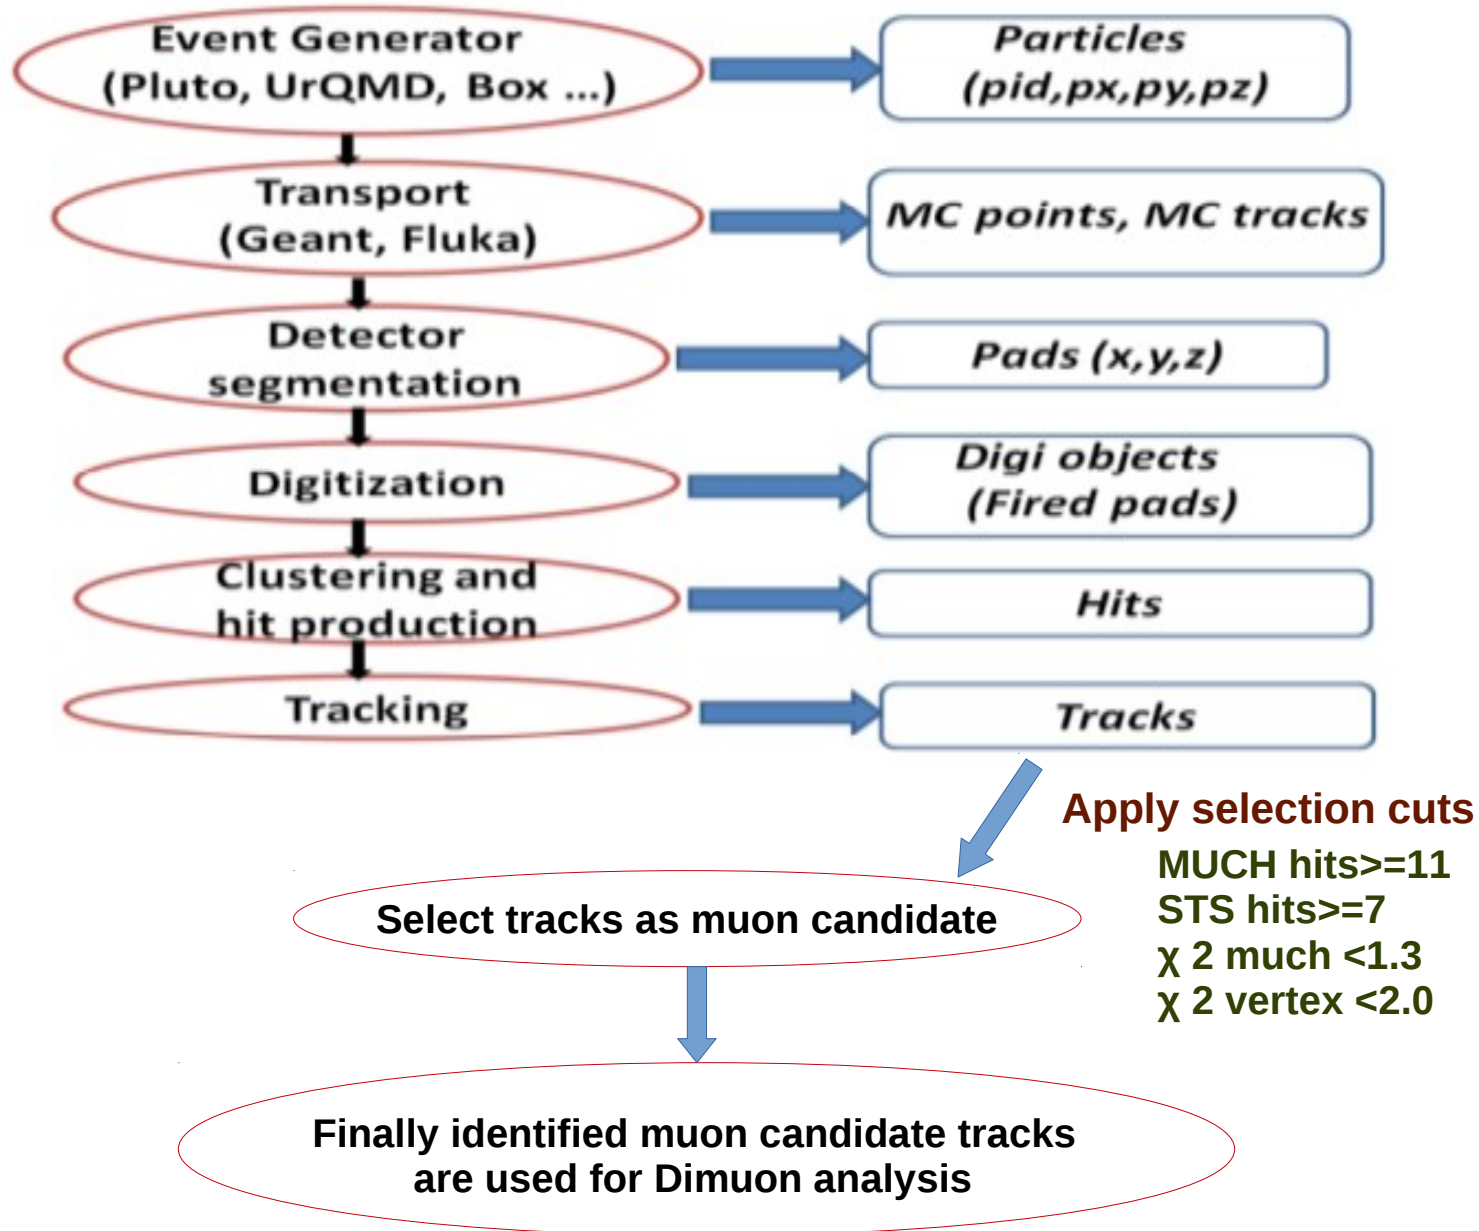 Event Generator
(Pluto, UrQMD, Box ...)
Particles
(pid,px,py,pz)
Transport
(Geant, Fluka)
MC points, MC tracks
Detector
segmentation
Pads (x,y,z)
Digitization
Digi objects
(Fired pads)
Clustering and
hit production
Hits
Tracking
Tracks
Apply selection cuts
MUCH hits>=11
STS hits>=7
χ 2 much <1.3
χ 2 vertex <2.0
Select tracks as muon candidate
Finally identified muon candidate tracks
are used for Dimuon analysis